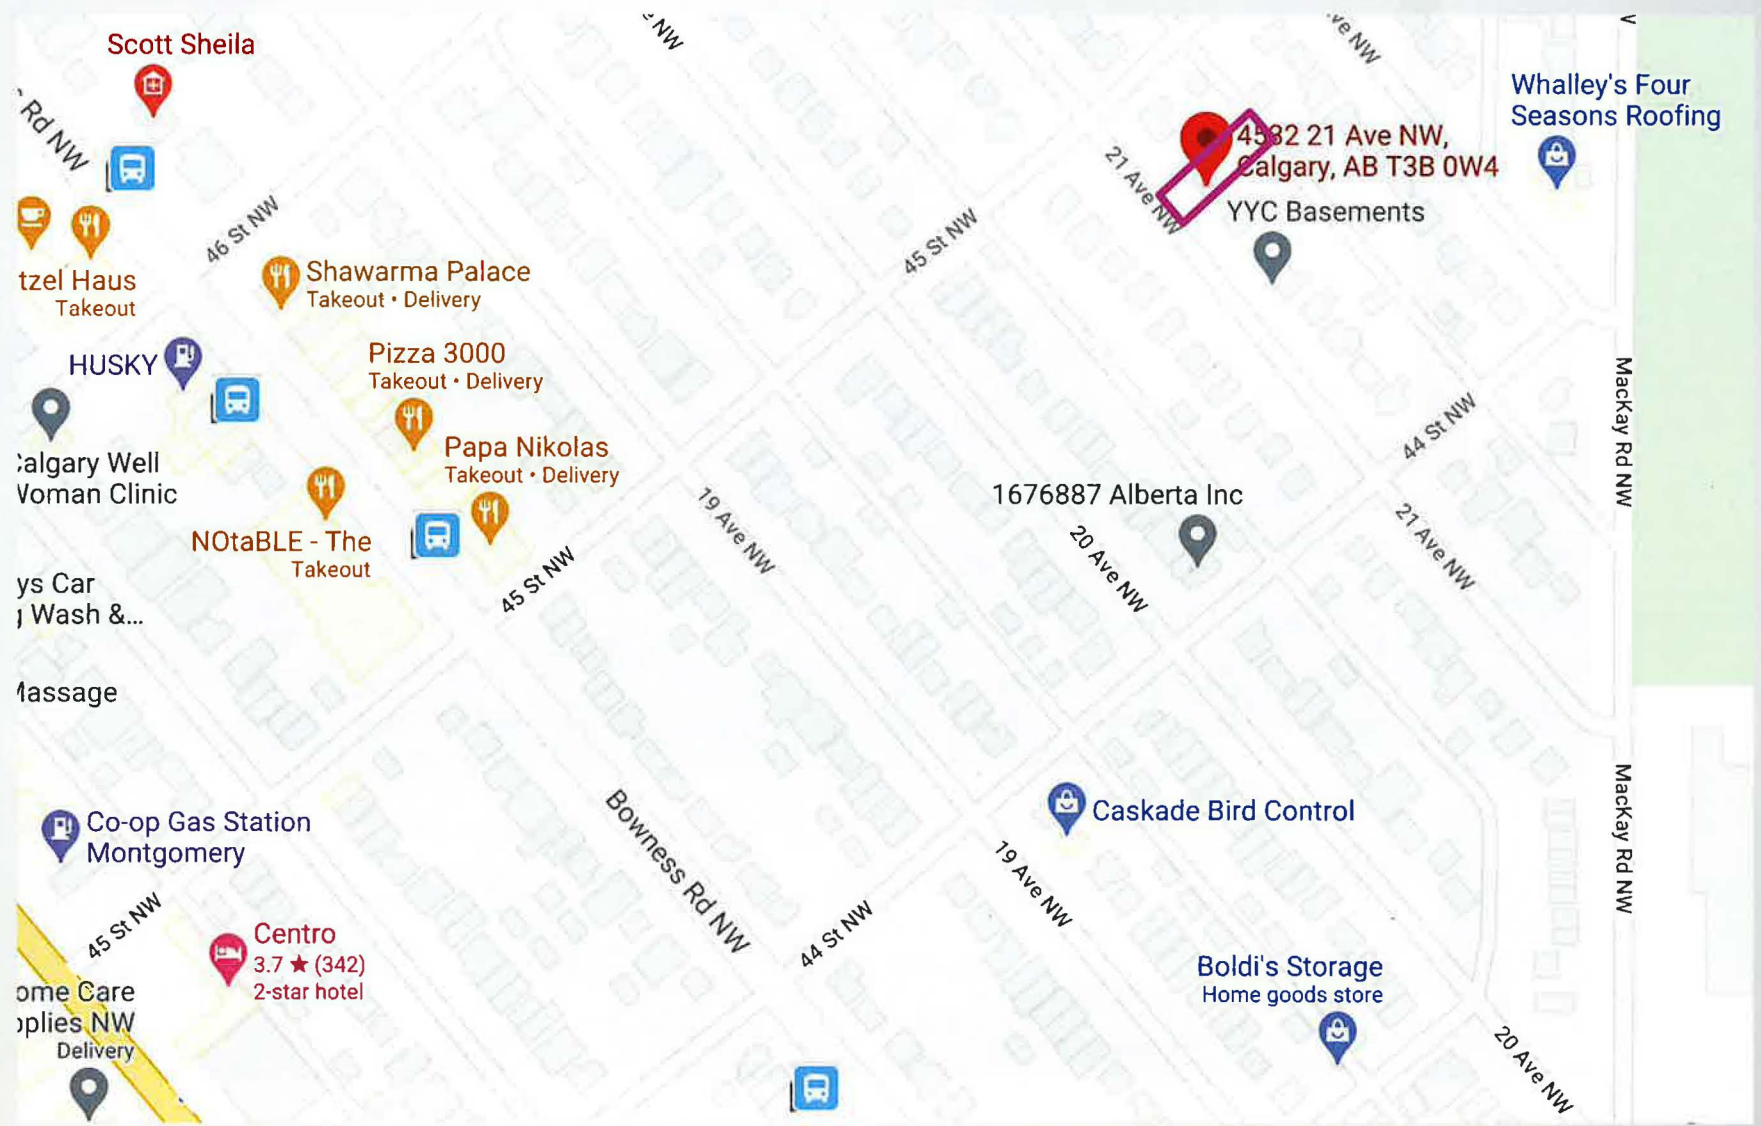 Scott Sheila
Rd NW
e NW
ve NW
Whalley's Four
Seasons Roofing
4532 21 Ave NW,
Calgary, AB T3B 0W4
21 Ave NW
YYC Basements
46 St NW
45 St NW
tzel Haus
Takeout
Shawarma Palace
Takeout • Delivery
HUSKY
Pizza 3000
Takeout • Delivery
Papa Nikolas
Takeout • Delivery
MacKay Rd NW
44 St NW
algary Well
Woman Clinic
19 Ave NW
1676887 Alberta Inc
20 Ave NW
21 Ave NW
NOtaBLE - The
Takeout
45 St NW
ys Car
Wash &...
Massage
Co-op Gas Station
Montgomery
Bowness Rd NW
Caskade Bird Control
MacKay Rd NW
19 Ave NW
44 St NW
45 St NW
Centro
3.7 ★ (342)
2-star hotel
Boldi's Storage
Home goods store
ome Care
pplies NW
Delivery
20 Ave NW